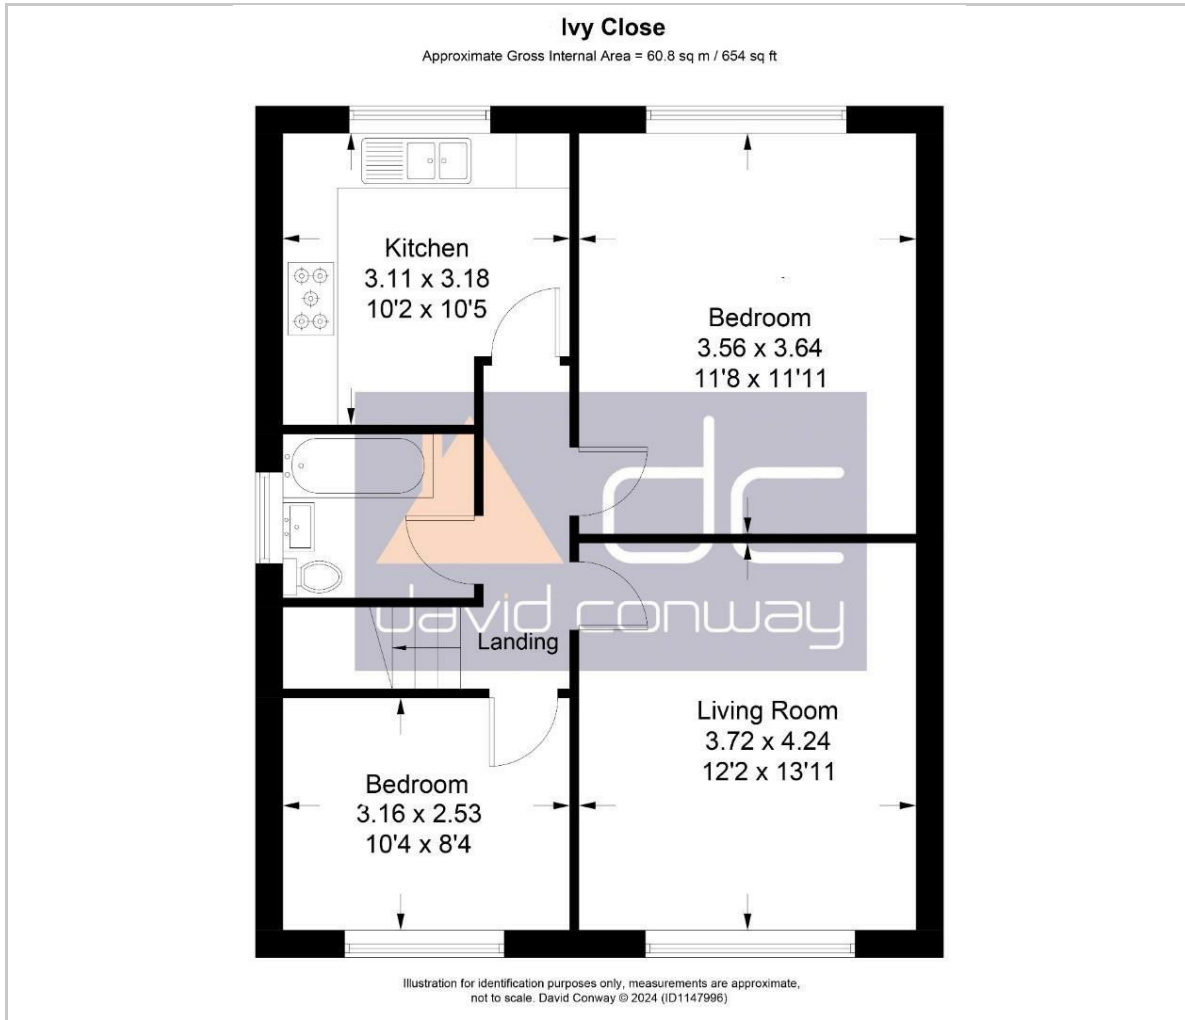 Ivy Close
Approximate Gross Internal Area = 60.8 sq m / 654 sq ft
Kitchen
3.11 x 3.18
10'2 x 10'5
Bedroom
3.56 x 3.64
11'8 x 11'11
dc
david conway
Landing
Living Room
3.72 x 4.24
12'2 x 13'11
Bedroom
3.16 x 2.53
10'4 x 8'4
Illustration for identification purposes only, measurements are approximate,
not to scale. David Conway © 2024 (ID1147996)